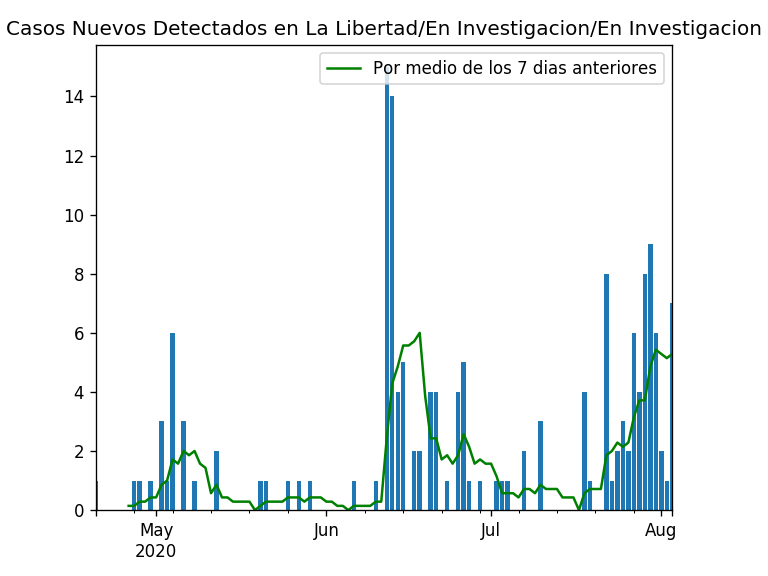 Casos Nuevos Detectados en La Libertad/En Investigacion/En Investigacion
Por medio de los 7 dias anteriores
14
12
10
8
6
4
2
0
May
2020
Jun
Jul
Aug